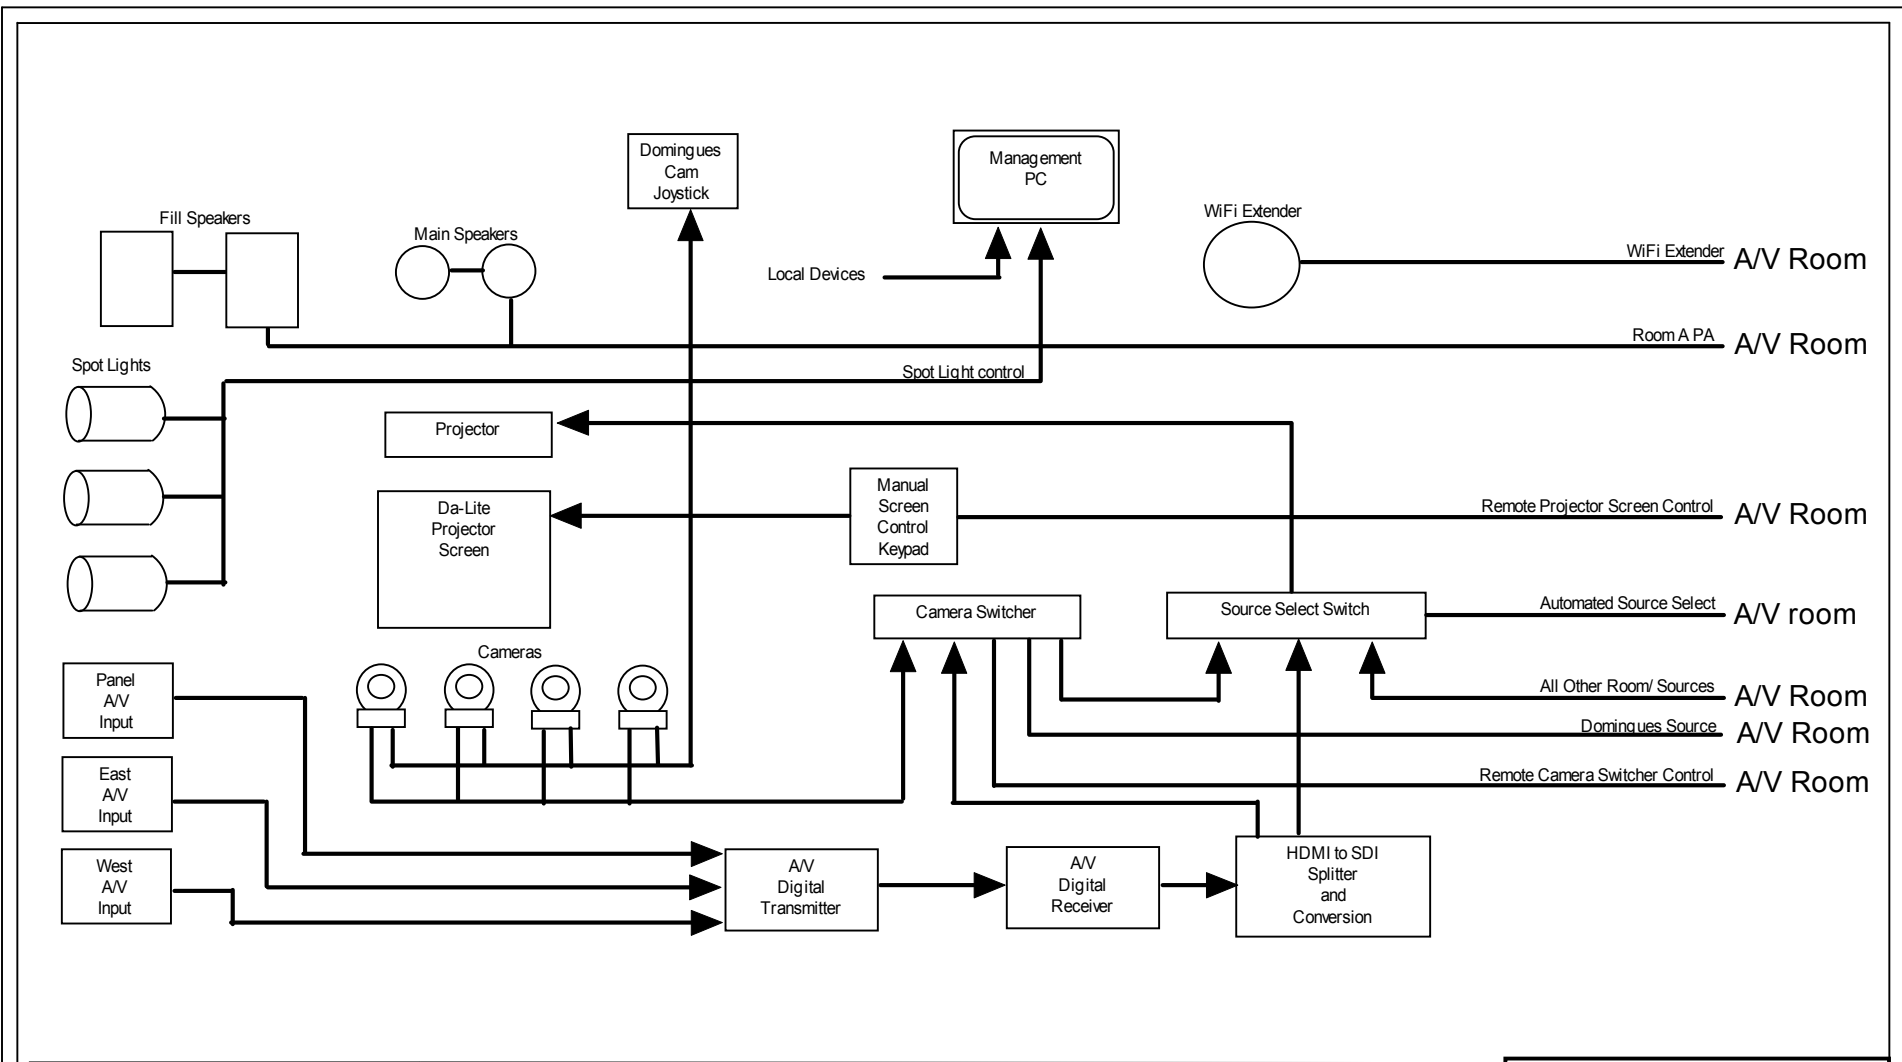 Domingues
Cam
Joystick
Management
PC
Fill Speakers
Main Speakers
WiFi Extender
Local Devices
WiFi Extender
A/V Room
Room A PA
A/V Room
Spot Lights
Spot Light control
Projector
Da-Lite
Projector
Screen
Manual
Screen
Control
Keypad
Remote Projector Screen Control
A/V Room
Camera Switcher
Source Select Switch
Automated Source Select
A/V room
Cameras
Panel
A/V
Input
All Other Room/ Sources
A/V Room
Domingues Source
A/V Room
East
A/V
Input
Remote Camera Switcher Control
A/V Room
West
A/V
Input
A/V
Digital
Transmitter
A/V
Digital
Receiver
HDMI to SDI
Splitter
and
Conversion